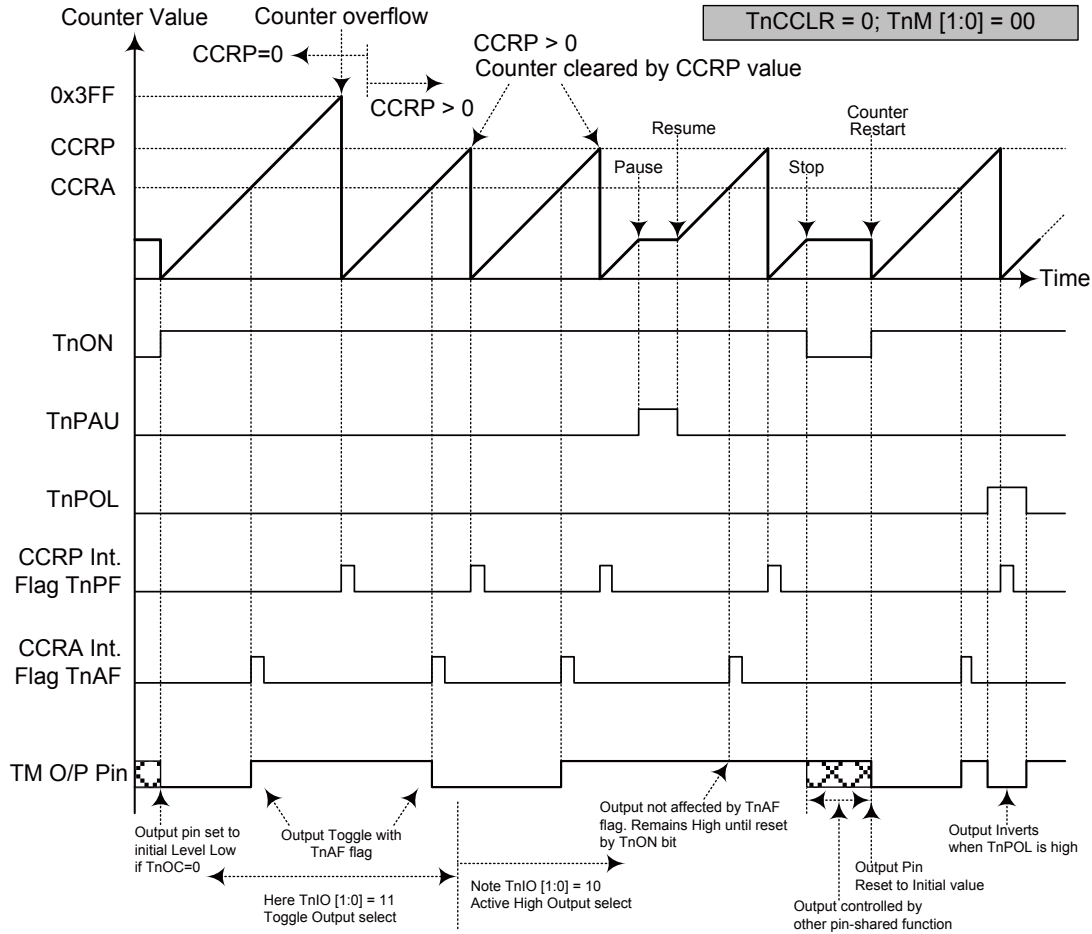 Counter Value
Counter overflow
TnCCLR = 0; TnM [1:0] = 00
CCRP=0
CCRP > 0
CCRP > 0
Counter cleared by CCRP value
0x3FF
CCRP
CCRA
Pause
Resume
Stop
Counter
Restart
Time
TnON
TnPAU
TnPOL
CCRP Int.
Flag TnPF
CCRA Int.
Flag TnAF
TM O/P Pin
Output pin set to
initial Level Low
if TnOC=0
Output Toggle with
TnAF flag
Output not affected by TnAF
flag. Remains High until reset
by TnON bit
Output Inverts
when TnPOL is high
Output Pin
Reset to Initial value
Here TnIO [1:0] = 11
Toggle Output select
Note TnIO [1:0] = 10
Active High Output select
Output controlled by
other pin-shared function